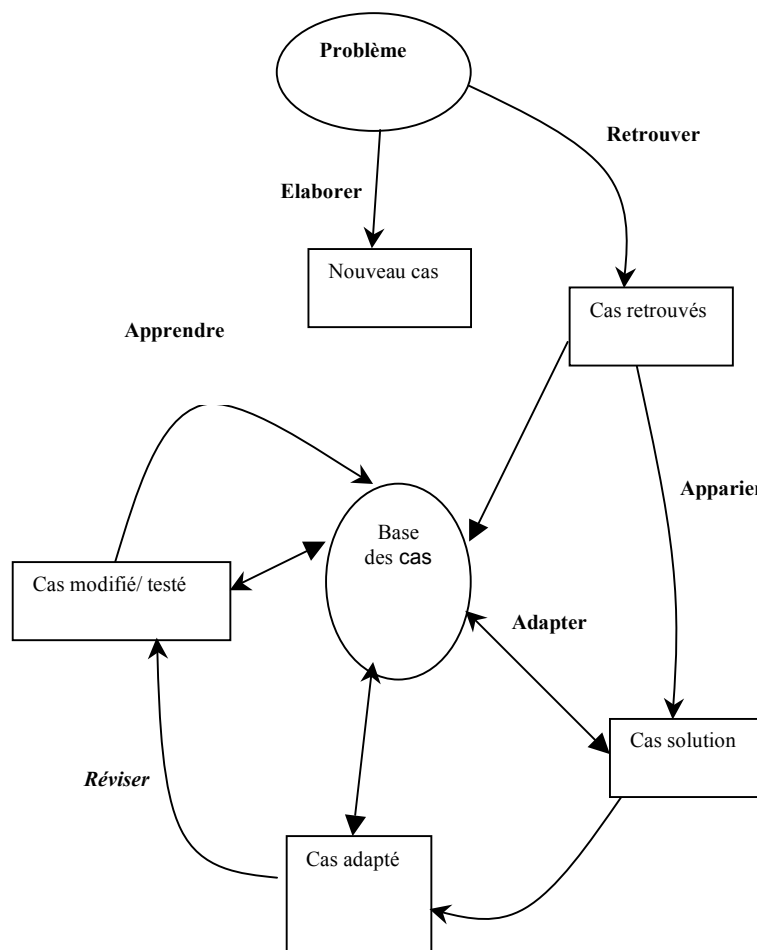 Problème
Retrouver
Elaborer
Nouveau cas
Cas retrouvés
Apprendre
Apparier
Base
des cas
Cas modifié/ testé
Adapter
Cas solution
Réviser
Cas adapté